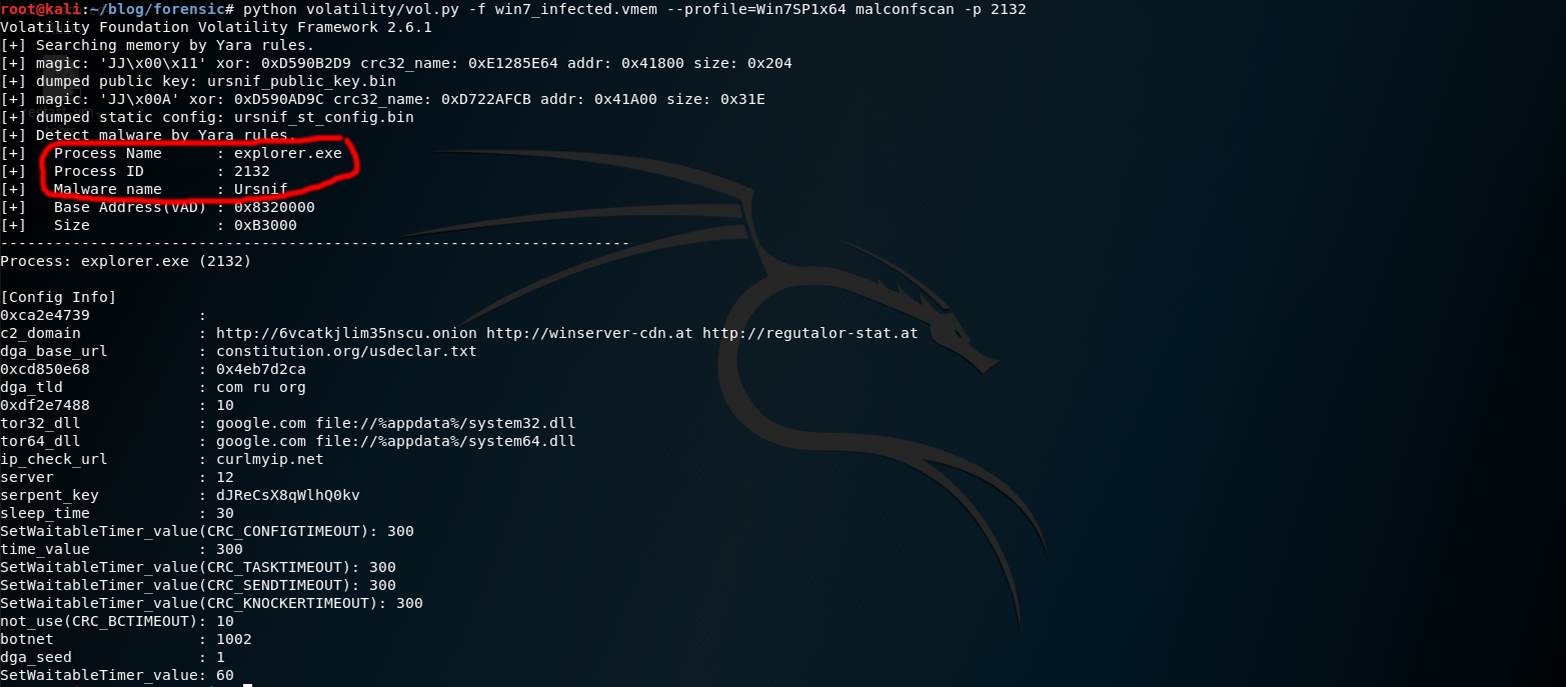 root@kali:~/blog/forensic# python volatility/vol.py -f win7_infected.vmem --profile=Win7SP1x64 malconfscan -p 2132
Volatility Foundation Volatility Framework 2.6.1
[+] Searching memory by Yara rules.
[+] magic: 'JJ\x00\x11' xor: 0xD590B2D9 crc32_name: 0xE1285E64 addr: 0x41800 size: 0x204
[+] dumped public key: ursnif_public_key.bin
[+] magic: 'JJ\x00A' xor: 0xD590AD9C crc32_name: 0xD722AFCB addr: 0x41A00 size: 0x31E
[+] dumped static config: ursnif_st_config.bin
[+] Detect malware by Yara rules.
[+]   Process Name      : explorer.exe
[+]   Process ID        : 2132
[+]   Malware name      : Ursnif
[+]   Base Address(VAD) : 0x8320000
[+]   Size              : 0xB3000
----------------------------------------------------------------------
Process: explorer.exe (2132)
[Config Info]
0xca2e4739            :
c2_domain             : http://6vcatkjlim35nscu.onion http://winserver-cdn.at http://regutalor-stat.at
dga_base_url          : constitution.org/usdeclar.txt
0xcd850e68            : 0x4eb7d2ca
dga_tld               : com ru org
0xdf2e7488            : 10
tor32_dll             : google.com file://%appdata%/system32.dll
tor64_dll             : google.com file://%appdata%/system64.dll
ip_check_url          : curlmyip.net
server                : 12
serpent_key           : dJReCsX8qWlhQ0kv
sleep_time            : 30
SetWaitableTimer_value(CRC_CONFIGTIMEOUT): 300
time_value            : 300
SetWaitableTimer_value(CRC_TASKTIMEOUT): 300
SetWaitableTimer_value(CRC_SENDTIMEOUT): 300
SetWaitableTimer_value(CRC_KNOCKERTIMEOUT): 300
not_use(CRC_BCTIMEOUT): 10
botnet                : 1002
dga_seed              : 1
SetWaitableTimer_value: 60